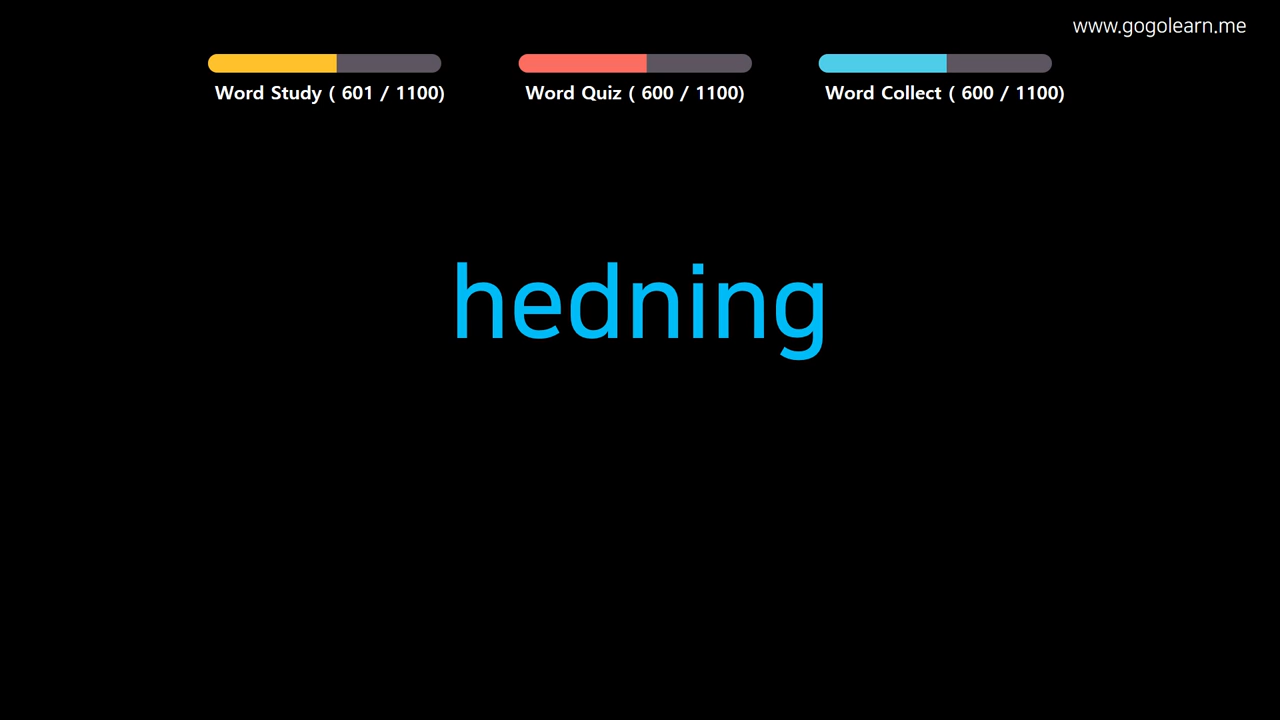 www.gogolearn.me
Word Study ( 601 / 1100)
Word Quiz ( 600 / 1100)
Word Collect ( 600 / 1100)
hedning